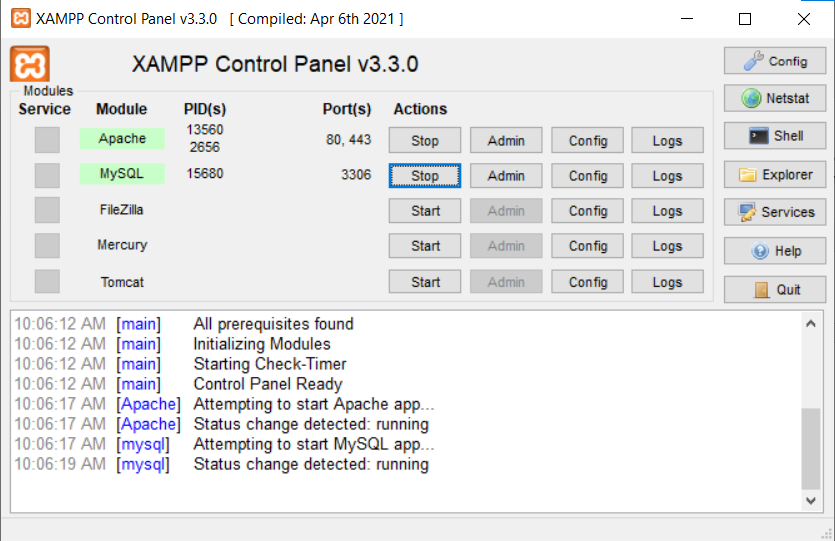 XAMPP Control Panel v3.3.0 [ Compiled: Apr 6th 2021 ]
XAMPP Control Panel v3.3.0
Config
Modules
Service Module PID(s) Port(s) Actions
Netstat
Apache 13560 2656 80, 443 Stop Admin Config Logs
Shell
MySQL 15680 3306 Stop Admin Config Logs
Explorer
FileZilla Start Admin Config Logs
Services
Mercury Start Admin Config Logs
Help
Tomcat Start Admin Config Logs
Quit
10:06:12 AM [main] All prerequisites found
10:06:12 AM [main] Initializing Modules
10:06:12 AM [main] Starting Check-Timer
10:06:12 AM [main] Control Panel Ready
10:06:17 AM [Apache] Attempting to start Apache app...
10:06:17 AM [Apache] Status change detected: running
10:06:17 AM [mysql] Attempting to start MySQL app...
10:06:19 AM [mysql] Status change detected: running